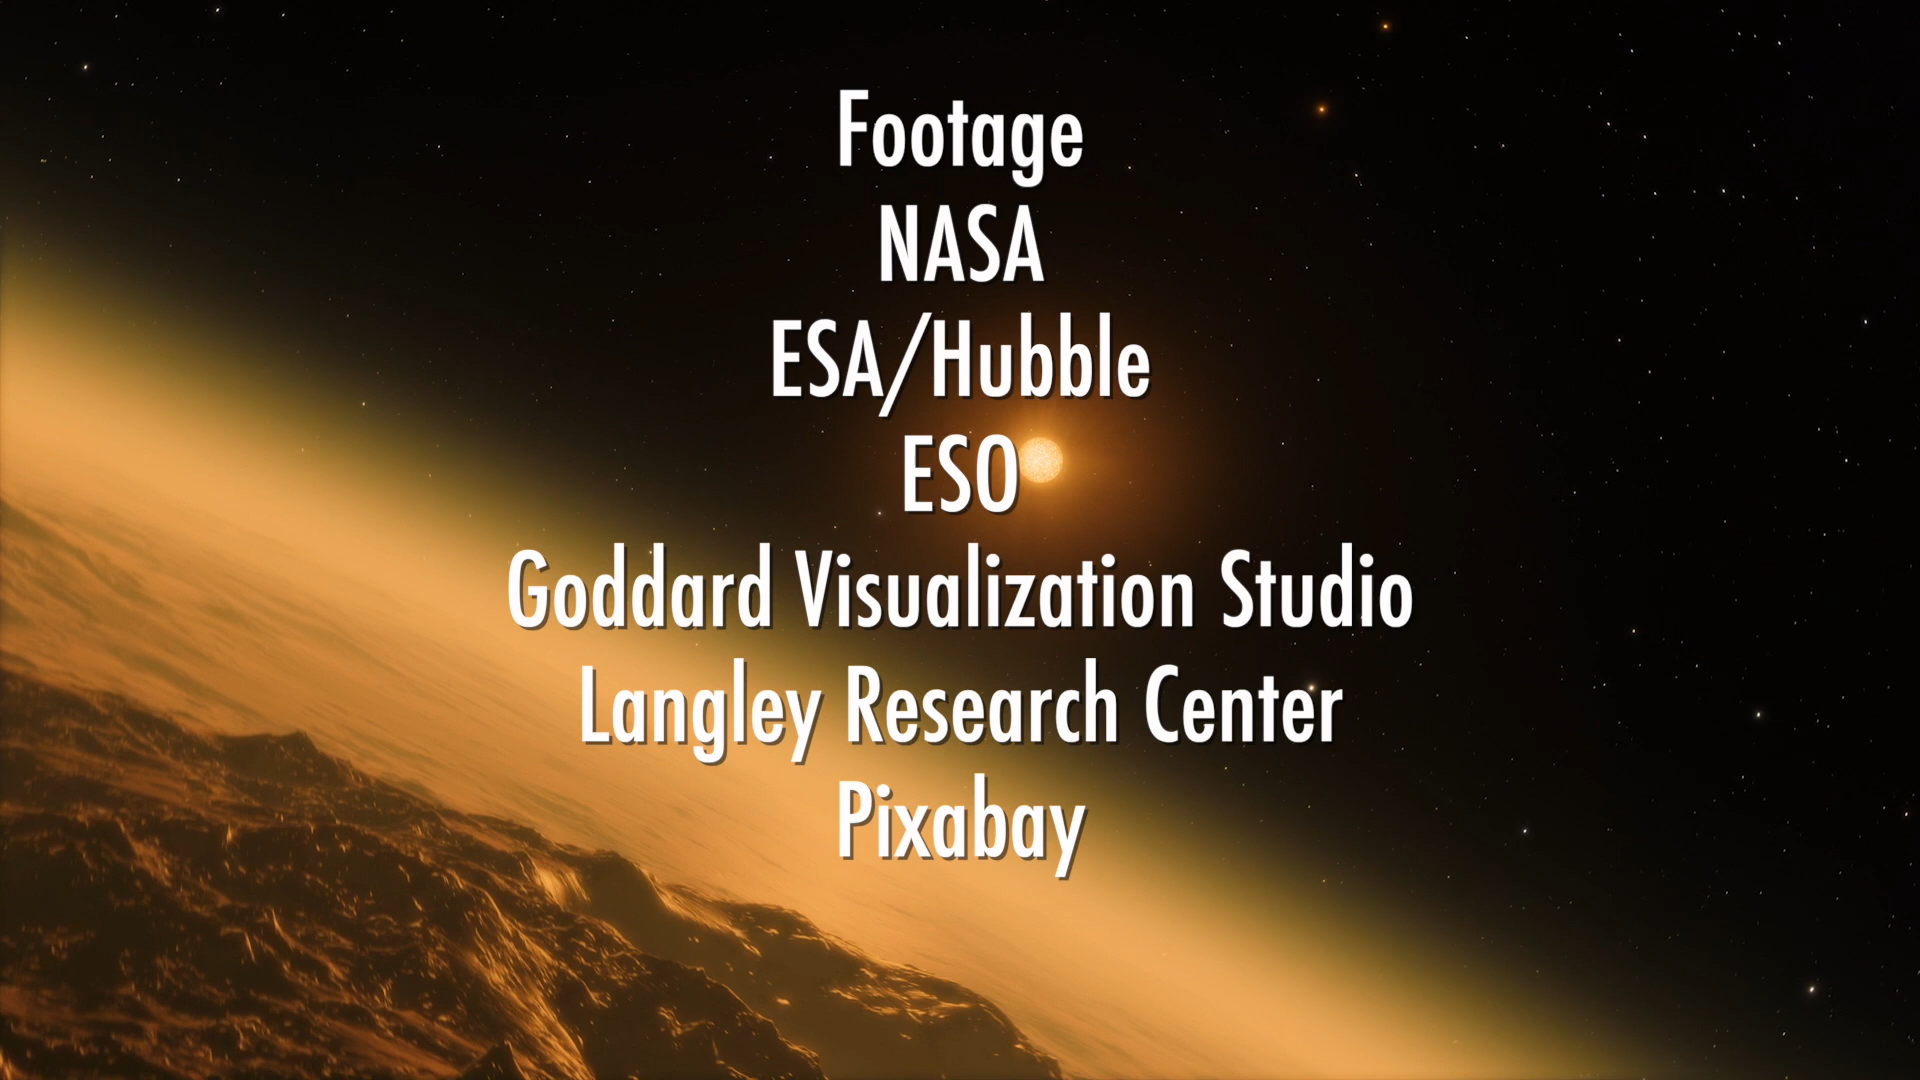 Footage
NASA
ESA/Hubble
ESO
Goddard Visualization Studio
Langley Research Center
Pixabay